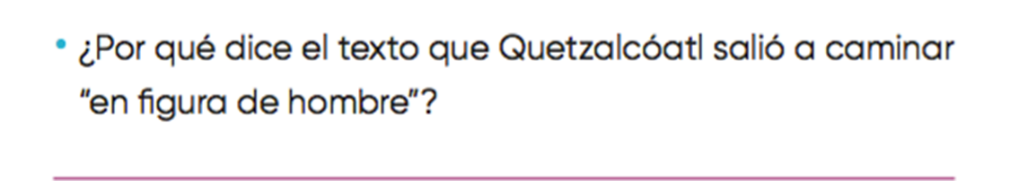 • ¿Por qué dice el texto que Quetzalcóatl salió a caminar
“en figura de hombre”?